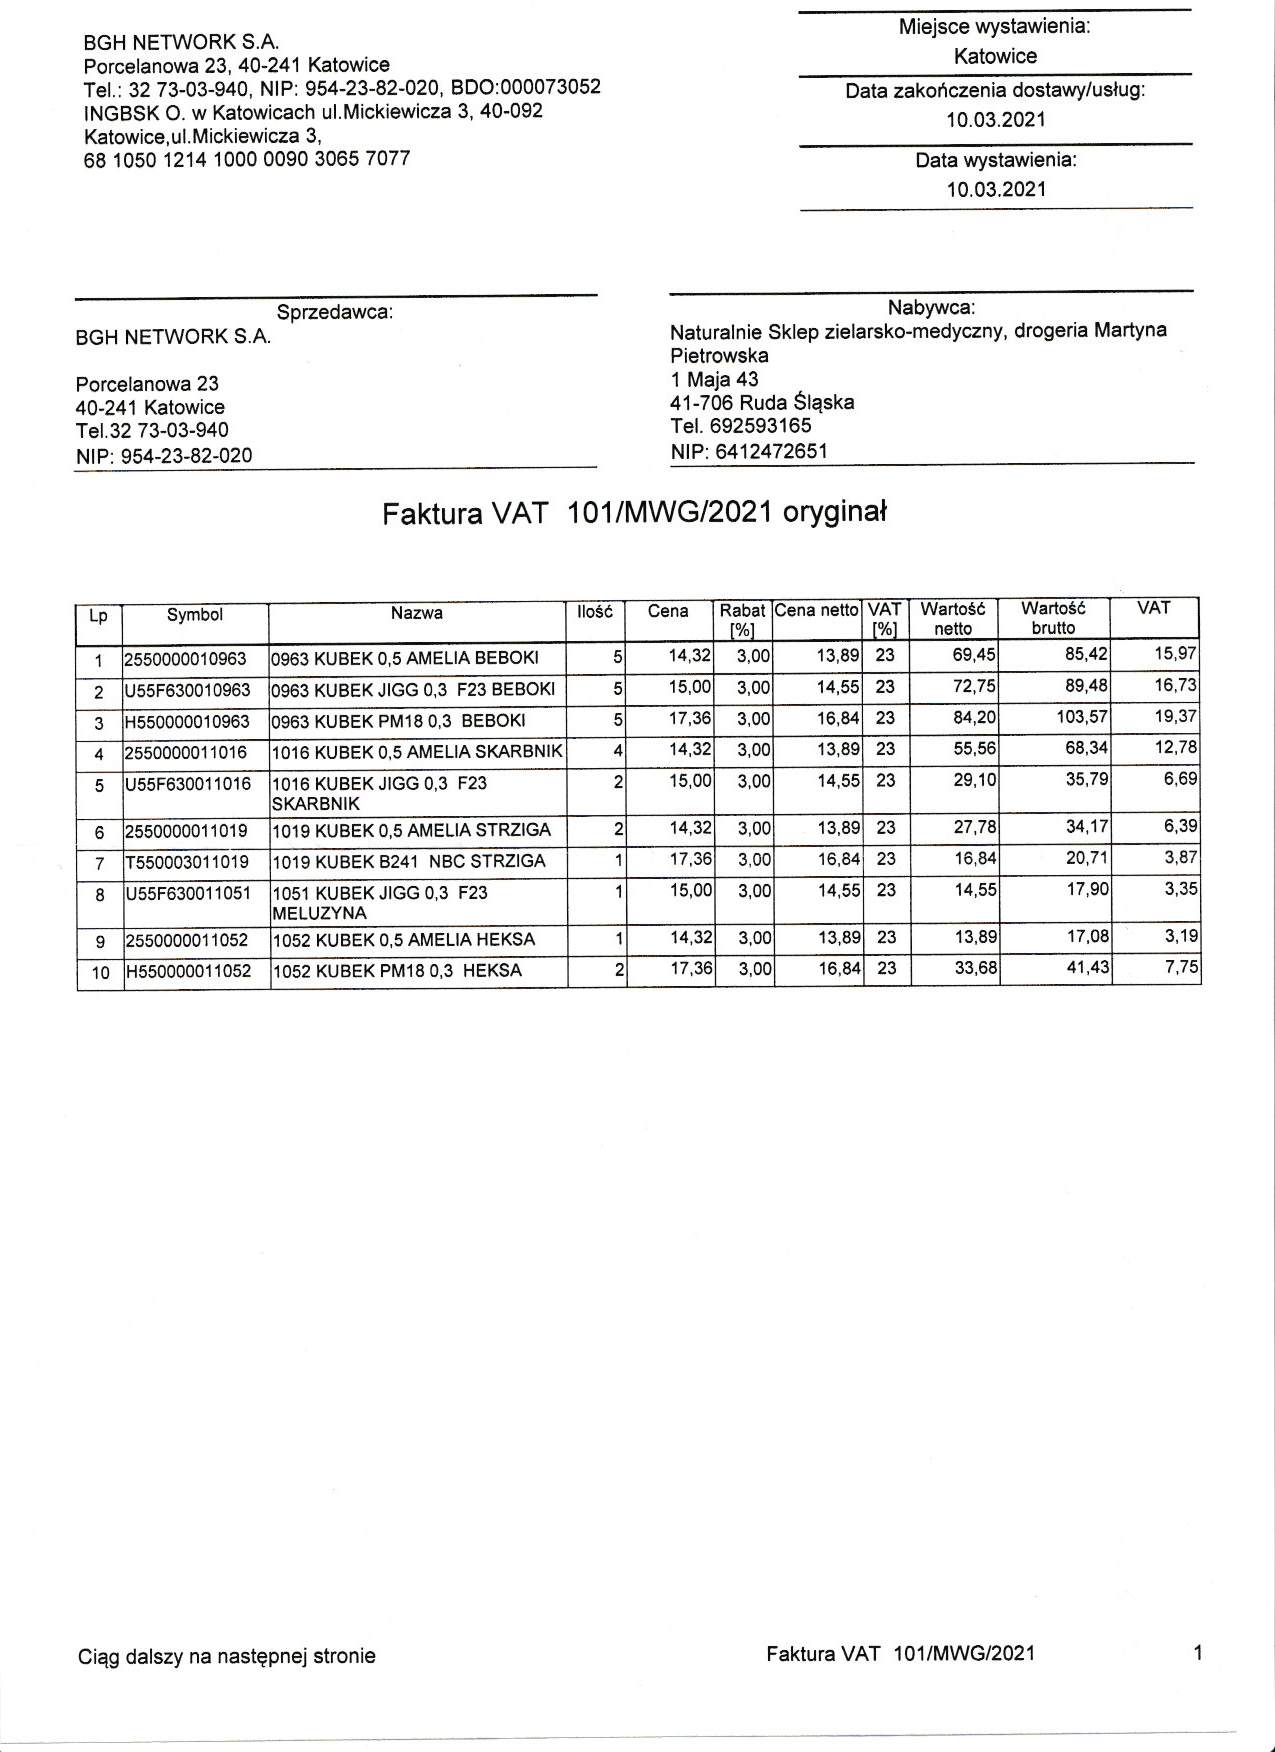 BGH NETWORK S.A.
Porcelanowa 23, 40-241 Katowice
Tel.: 32 73-03-940, NIP: 954-23-82-020, BDO:000073052
INGBSK O. w Katowicach ul.Mickiewicza 3, 40-092
Katowice,ul.Mickiewicza 3,
68 1050 1214 1000 0090 3065 7077
Miejsce wystawienia:
Katowice
Data zakończenia dostawy/usług:
10.03.2021
Data wystawienia:
10.03.2021
Sprzedawca:
BGH NETWORK S.A.
Porcelanowa 23
40-241 Katowice
Tel.32 73-03-940
NIP: 954-23-82-020
Nabywca:
Naturalnie Sklep zielarsko-medyczny, drogeria Martyna
Pietrowska
1 Maja 43
41-706 Ruda Śląska
Tel. 692593165
NIP: 6412472651
Faktura VAT 101/MWG/2021 oryginał
Lp Symbol Nazwa Ilość Cena Rabat [%] Cena netto VAT [%] Wartość netto Wartość brutto VAT
1 2550000010963 0963 KUBEK 0,5 AMELIA BEBOKI 5 14,32 3,00 13,89 23 69,45 85,42 15,97
2 U55F630010963 0963 KUBEK JIGG 0,3 F23 BEBOKI 5 15,00 3,00 14,55 23 72,75 89,48 16,73
3 H550000010963 0963 KUBEK PM18 0,3 BEBOKI 5 17,36 3,00 16,84 23 84,20 103,57 19,37
4 2550000011016 1016 KUBEK 0,5 AMELIA SKARBNIK 4 14,32 3,00 13,89 23 55,56 68,34 12,78
5 U55F630011016 1016 KUBEK JIGG 0,3 F23 2 15,00 3,00 14,55 23 29,10 35,79 6,69
SKARBNIK
6 2550000011019 1019 KUBEK 0,5 AMELIA STRZIGA 2 14,32 3,00 13,89 23 27,78 34,17 6,39
7 T550003011019 1019 KUBEK B241 NBC STRZIGA 1 17,36 3,00 16,84 23 16,84 20,71 3,87
8 U55F630011051 1051 KUBEK JIGG 0,3 F23 1 15,00 3,00 14,55 23 14,55 17,90 3,35
MELUZYNA
9 2550000011052 1052 KUBEK 0,5 AMELIA HEKSA 1 14,32 3,00 13,89 23 13,89 17,08 3,19
10 H550000011052 1052 KUBEK PM18 0,3 HEKSA 2 17,36 3,00 16,84 23 33,68 41,43 7,75
Ciąg dalszy na następnej stronie
Faktura VAT 101/MWG/2021
1